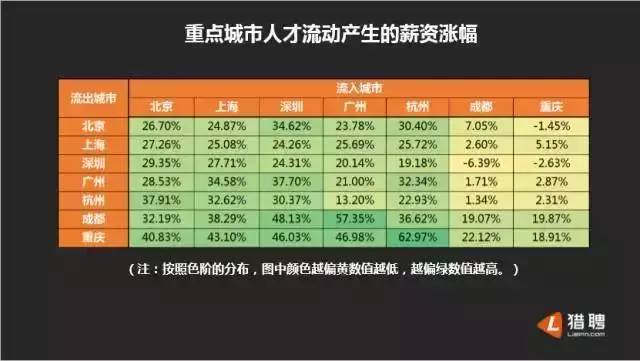 重点城市人才流动产生的薪资涨幅
流出城市 流入城市
北京 上海 深圳 广州 杭州 成都 重庆
北京 26.70% 24.87% 34.62% 23.78% 30.40% 7.05% -1.45%
上海 27.26% 25.08% 24.26% 25.69% 25.72% 2.60% 5.15%
深圳 29.35% 27.71% 24.31% 20.14% 19.18% -6.39% -2.63%
广州 28.53% 34.58% 37.70% 21.00% 32.34% 1.71% 2.87%
杭州 37.91% 32.62% 30.37% 13.20% 22.93% 1.34% 2.31%
成都 32.19% 38.29% 48.13% 57.35% 36.62% 19.07% 19.87%
重庆 40.83% 43.10% 46.03% 46.98% 62.97% 22.12% 18.91%
（注：按照色阶的分布，图中颜色越偏黄数值越低，越偏绿数值越高。）
L 猎聘
Liepin.com